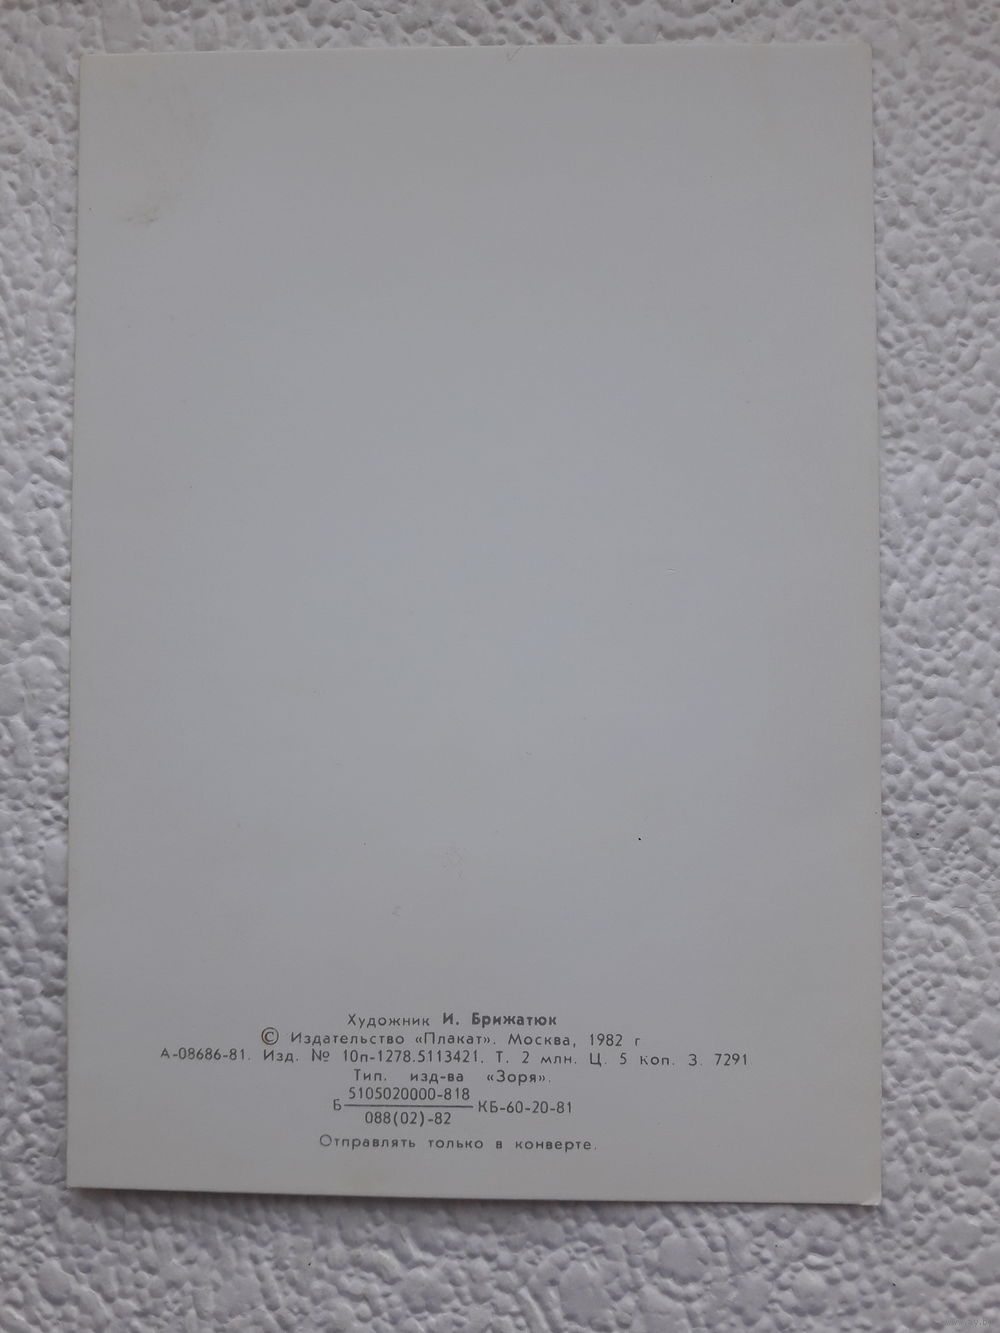 Художник И. Брижатюк
© Издательство «Плакат». Москва, 1982 г
А-08686-81. Изд. № 10п-1278.5113421. Т. 2 млн. Ц. 5 коп. З. 7291
Тип. изд-ва «Зоря».
5105020000-818
Б КБ-60-20-81
088(02)-82
Отправлять только в конверте.